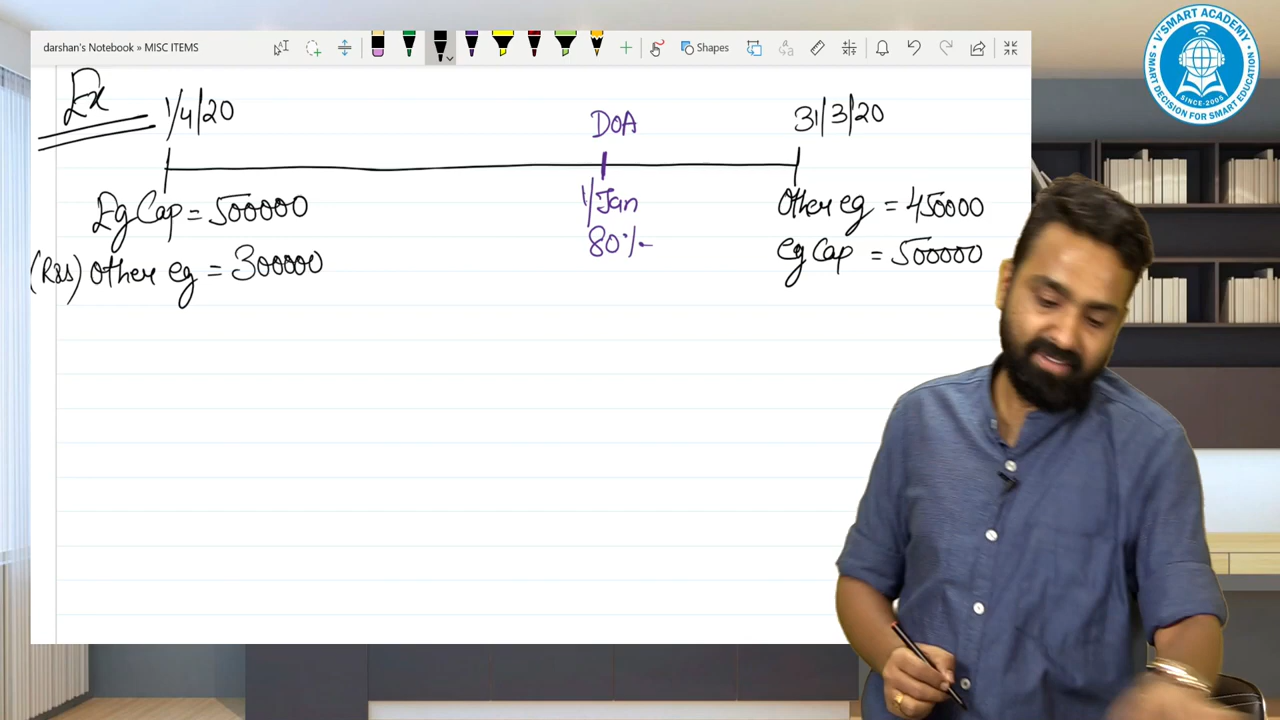 darshan's Notebook » MISC ITEMS
Shapes
V'SMART ACADEMY
SMART DECISION FOR SMART EDUCATION
SINCE-2005
Ex
1/4/20
DOA
31/3/20
Eq Cap = 500000
1/Jan
Other eq = 450000
(R&S) Other eq = 300000
80%
eq Cap = 500000